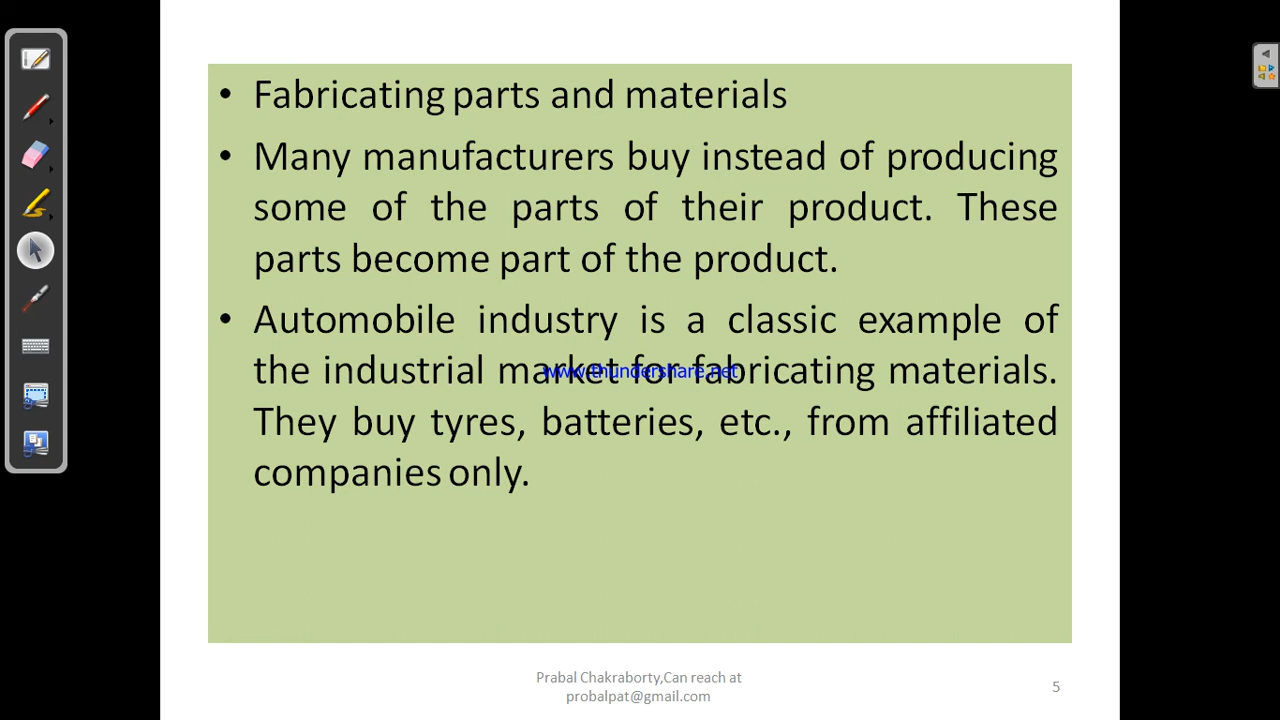 • Fabricating parts and materials
• Many manufacturers buy instead of producing
some of the parts of their product. These
parts become part of the product.
• Automobile industry is a classic example of
the industrial market for fabricating materials.
www.thundershare.net
They buy tyres, batteries, etc., from affiliated
companies only.
Prabal Chakraborty,Can reach at
probalpat@gmail.com
5